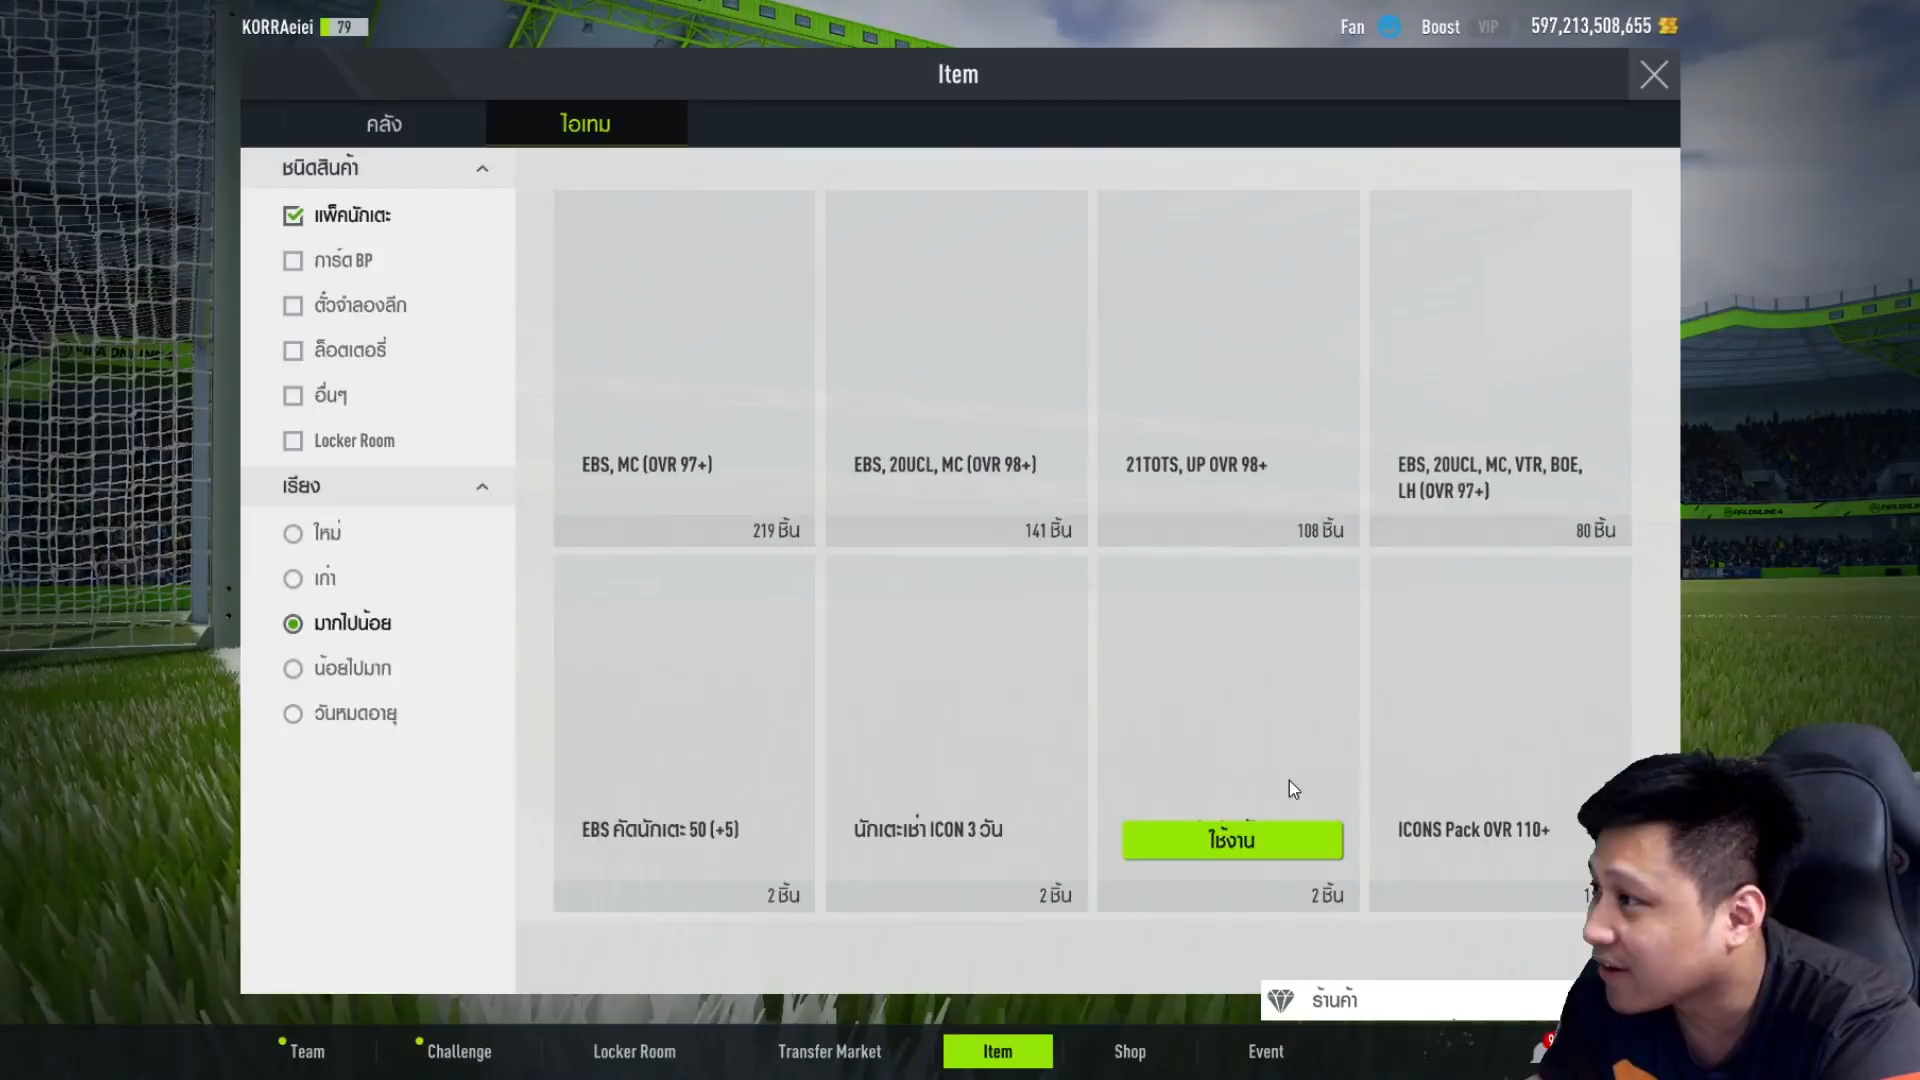 KORRAeiei 79
Fan Boost VIP 597,213,508,655
Item
คลัง ไอเทม
ชนิดสินค้า
แพ็คนักเตะ
การ์ด BP
ตั๋วจำลองลีก
ล็อตเตอรี่
อื่นๆ
Locker Room
เรียง
ใหม่
เก่า
มากไปน้อย
น้อยไปมาก
วันหมดอายุ
EBS, MC (OVR 97+)
219 ชิ้น
EBS, 20UCL, MC (OVR 98+)
141 ชิ้น
21TOTS, UP OVR 98+
108 ชิ้น
EBS, 20UCL, MC, VTR, BOE,
LH (OVR 97+)
80 ชิ้น
EBS คัดนักเตะ 50 (+5)
2 ชิ้น
นักเตะเช่า ICON 3 วัน
2 ชิ้น
ใช้งาน
2 ชิ้น
ICONS Pack OVR 110+
ร้านค้า
Team Challenge Locker Room Transfer Market Item Shop Event